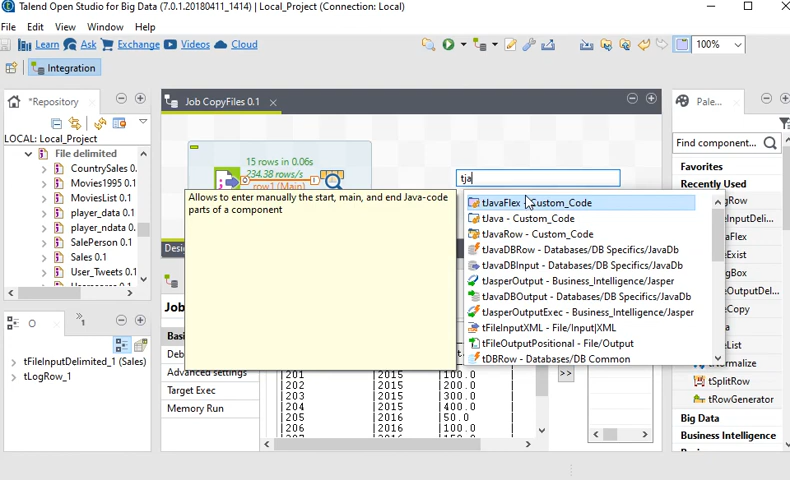 Talend Open Studio for Big Data (7.0.1.20180411_1414) | Local_Project (Connection: Local)
File Edit View Window Help
Learn Ask Exchange Videos Cloud 100%
Integration
*Repository
LOCAL: Local_Project
File delimited
CountrySales 0.
Movies1995 0.1
MoviesList 0.1
player_data 0.1
player_ndata 0.
SalePerson 0.1
Sales 0.1
User_Tweets 0.1
O
»1
tFileInputDelimited_1 (Sales)
tLogRow_1
Job CopyFiles 0.1
15 rows in 0.06s
234.38 rows/s
row1 (Main)
tja
Allows to enter manually the start, main, and end Java-code
parts of a component
tJavaFlex - Custom_Code
tJava - Custom_Code
tJavaRow - Custom_Code
tJavaDBRow - Databases/DB Specifics/JavaDb
tJavaDBInput - Databases/DB Specifics/JavaDb
tJasperOutput - Business_Intelligence/Jasper
tJavaDBOutput - Databases/DB Specifics/JavaDb
tJasperOutputExec - Business_Intelligence/Jasper
tFileInputXML - File/Input|XML
tFileOutputPositional - File/Output
tDBRow - Databases/DB Common
Job
Advanced settings
Target Exec
Memory Run
|201 |2015 |100.0 |
|202 |2015 |200.0 |
|203 |2015 |300.0 |
|204 |2015 |400.0 |
|205 |2016 |50.0 |
|206 |2016 |100.0 |
>>
Pale...
Find component...
Favorites
Recently Used
tNormalize
tSplitRow
tRowGenerator
Big Data
Business Intelligence